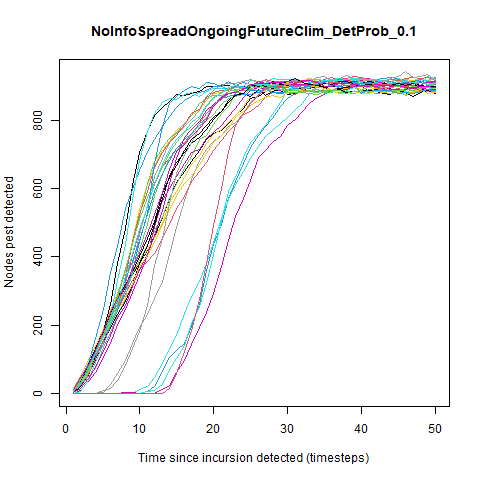 NoInfoSpreadOngoingFutureClim_DetProb_0.1
Nodes pest detected
800
600
400
200
0
0 10 20 30 40 50
Time since incursion detected (timesteps)